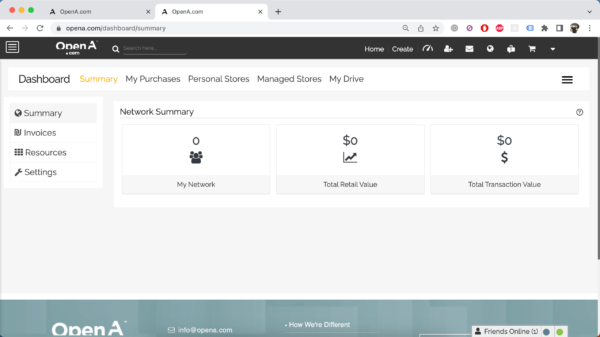 OpenA.com
OpenA.com
opena.com/dashboard/summary
OpenA
.com
Search here...
Home
Create
Dashboard
Summary
My Purchases
Personal Stores
Managed Stores
My Drive
Summary
Invoices
Resources
Settings
Network Summary
0
$0
$0
My Network
Total Retail Value
Total Transaction Value
OpenA
info@opena.com
• How We're Different
Friends Online (1)